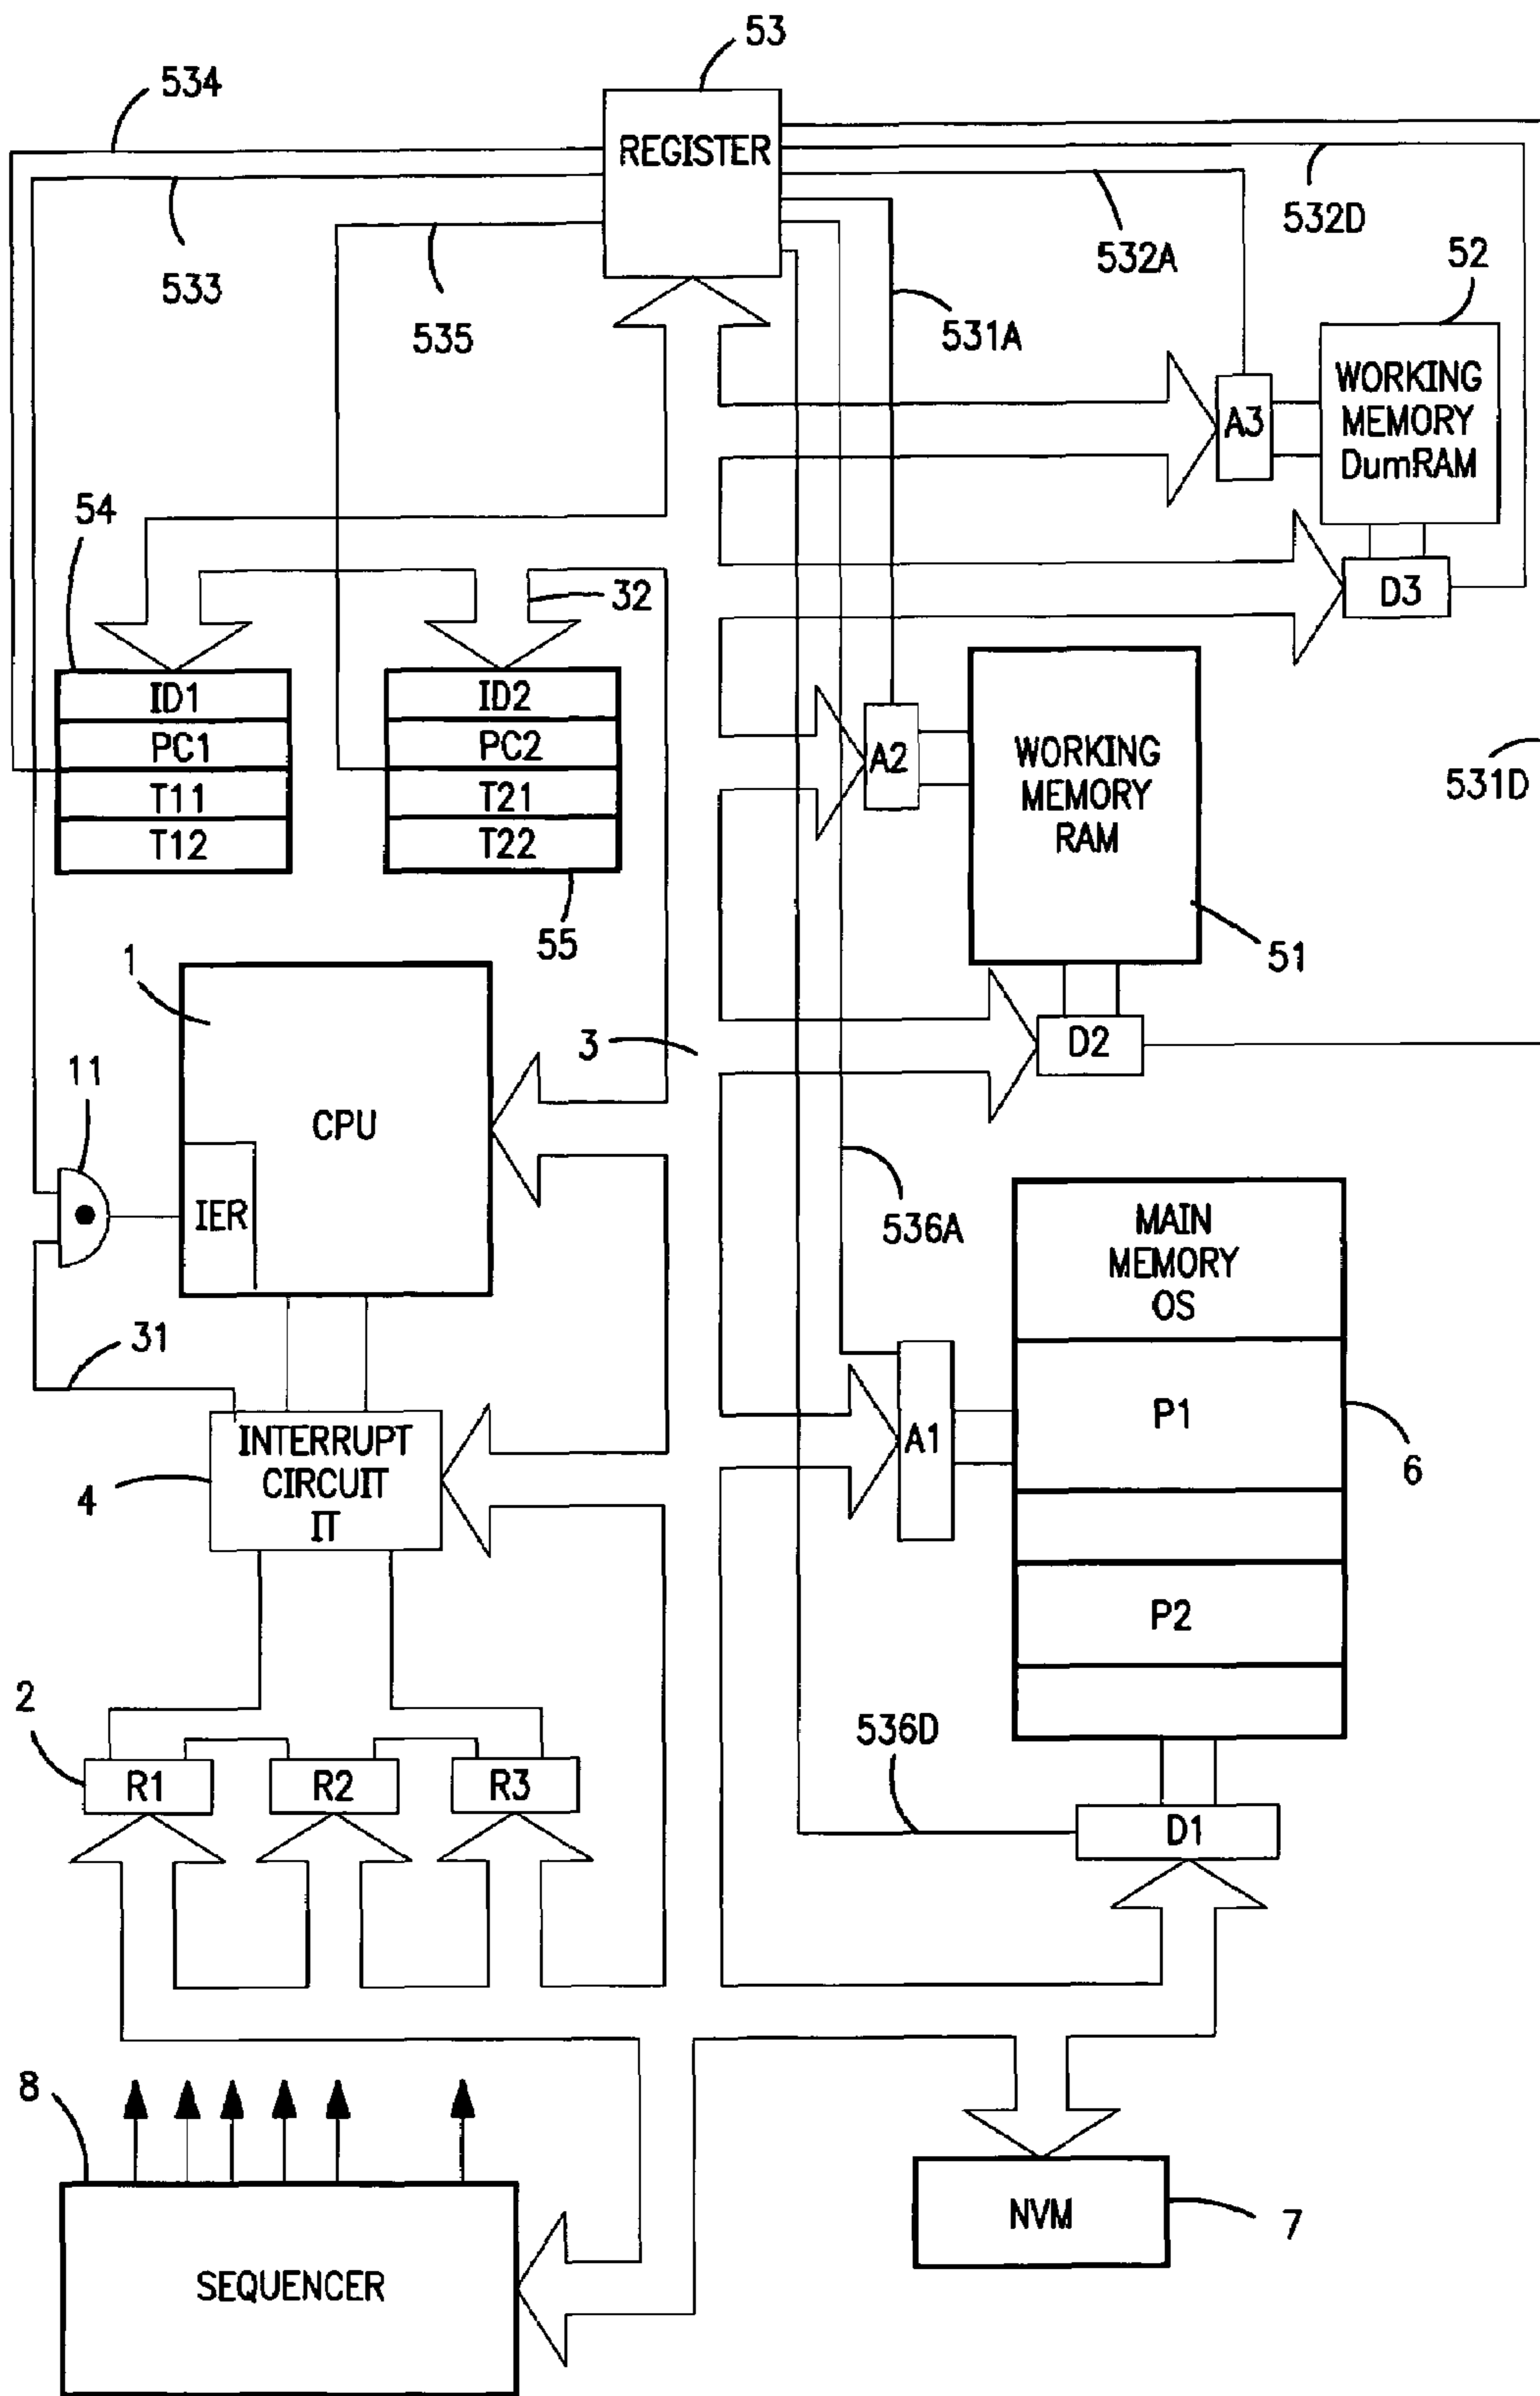 53
534
REGISTER
532D
533
532A
52
535
531A
WORKING
MEMORY
DumRAM
A3
54
32
D3
ID1
PC1
T11
T12
ID2
PC2
T21
T22
A2
WORKING
MEMORY
RAM
531D
55
51
1
3
D2
11
CPU
IER
536A
MAIN
MEMORY
OS
31
P1
A1
6
INTERRUPT
CIRCUIT
IT
4
P2
2
536D
R1
R2
R3
D1
8
NVM
7
SEQUENCER